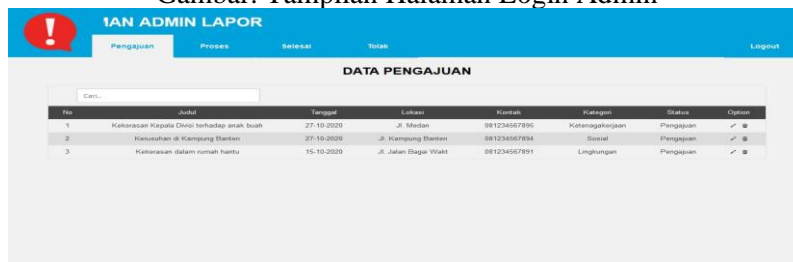 Gambar: Tampilan Halaman Login Admin
MAN ADMIN LAPOR
Pengajuan Proses Selesai Tolak Logout
DATA PENGAJUAN
Cari..
No Judul Tanggal Lokasi Kontak Kategori Status Option
1 Kekerasan Kepala Divisi terhadap anak buah 27-10-2020 Jl. Medan 081234567895 Ketenagakerjaan Pengajuan
2 Kerusuhan di Kampung Banten 27-10-2020 Jl. Kampung Banten 081234567894 Sosial Pengajuan
3 Kekerasan dalam rumah hantu 15-10-2020 Jl. Jalan Bagai Wakt 081234567891 Lingkungan Pengajuan